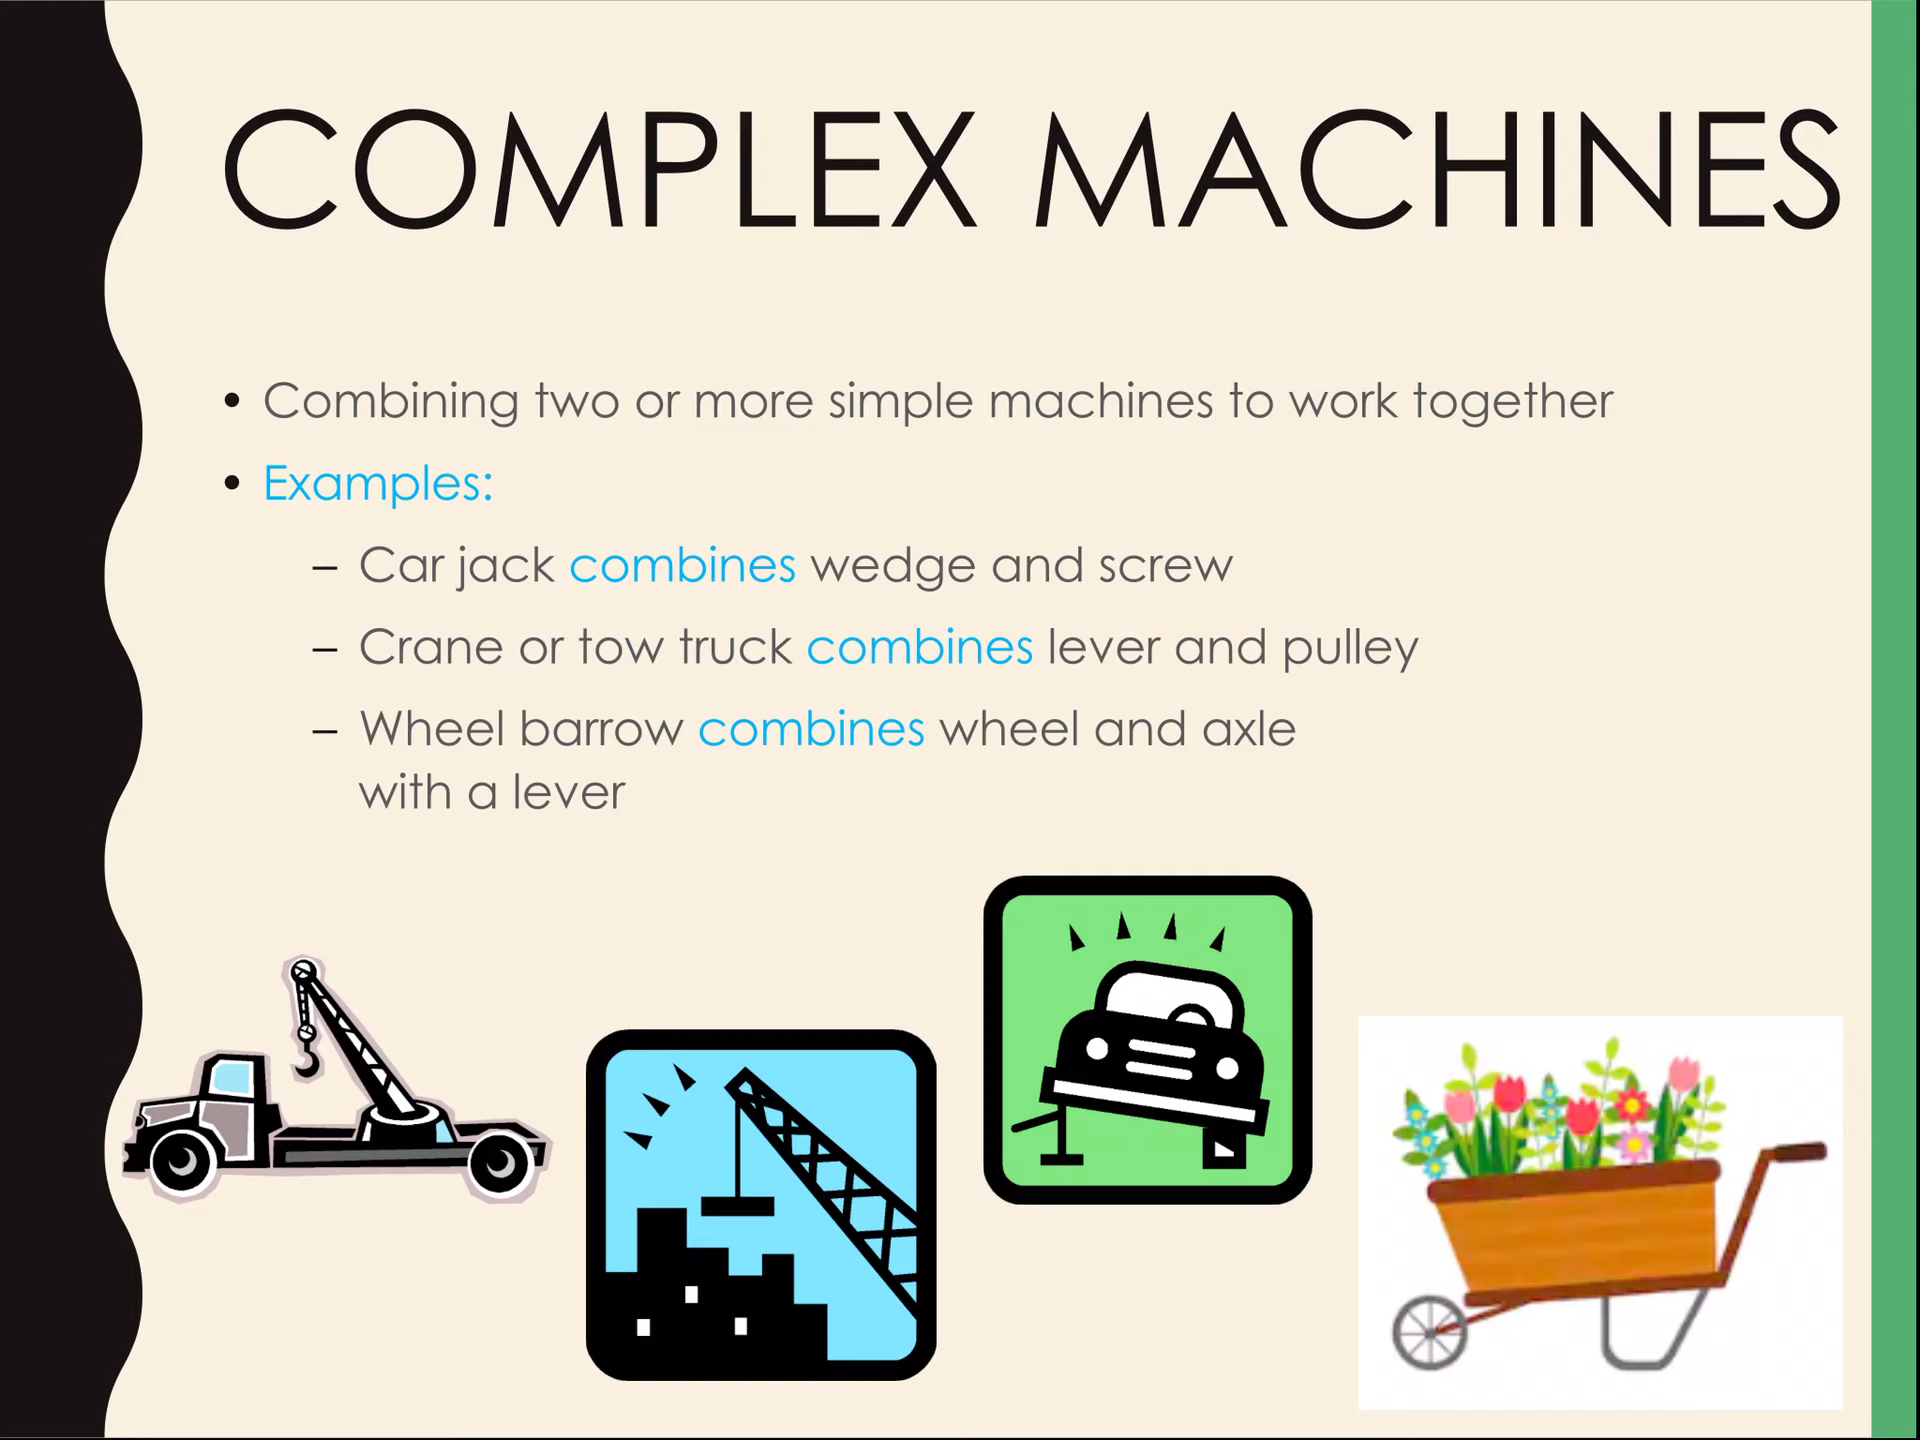 COMPLEX MACHINES
• Combining two or more simple machines to work together
• Examples:
– Car jack combines wedge and screw
– Crane or tow truck combines lever and pulley
– Wheel barrow combines wheel and axle
with a lever